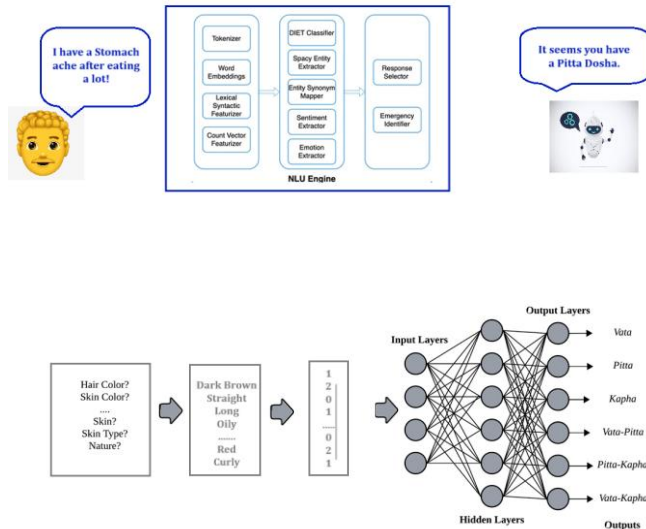 I have a Stomach
ache after eating
a lot!
Tokenizer
Word
Embeddings
Lexical
Syntactic
Featurizer
Count Vector
Featurizer
DIET Classifier
Spacy Entity
Extractor
Entity Synonym
Mapper
Sentiment
Extractor
Emotion
Extractor
Response
Selector
Emergency
Identifier
NLU Engine
It seems you have
a Pitta Dosha.
Hair Color?
Skin Color?
....
Skin?
Skin Type?
Nature?
Dark Brown
Straight
Long
Oily
......
Red
Curly
1
2
0
1
.....
0
2
1
Input Layers
Hidden Layers
Output Layers
Vata
Pitta
Kapha
Vata-Pitta
Pitta-Kapha
Vata-Kapha
Outputs